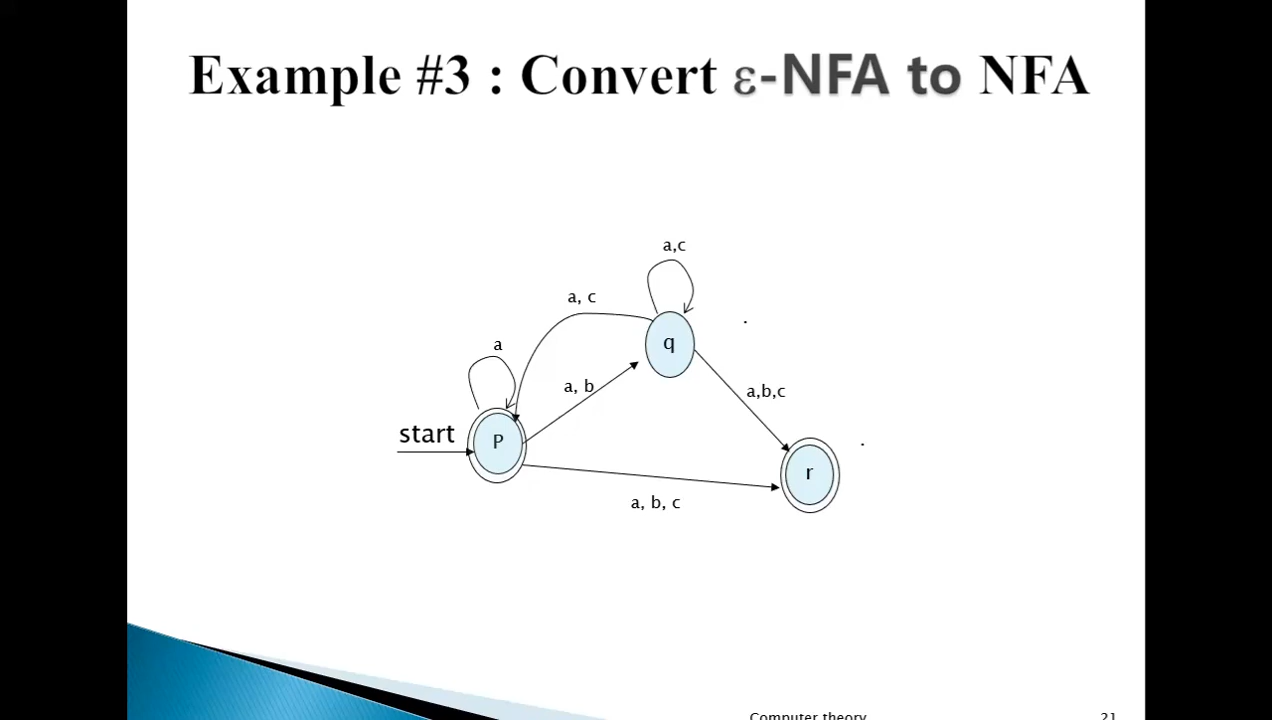 Example #3 : Convert ε-NFA to NFA
a,c
a, c
q
a
a, b
a,b,c
start
P
r
a, b, c
Computer theory
21